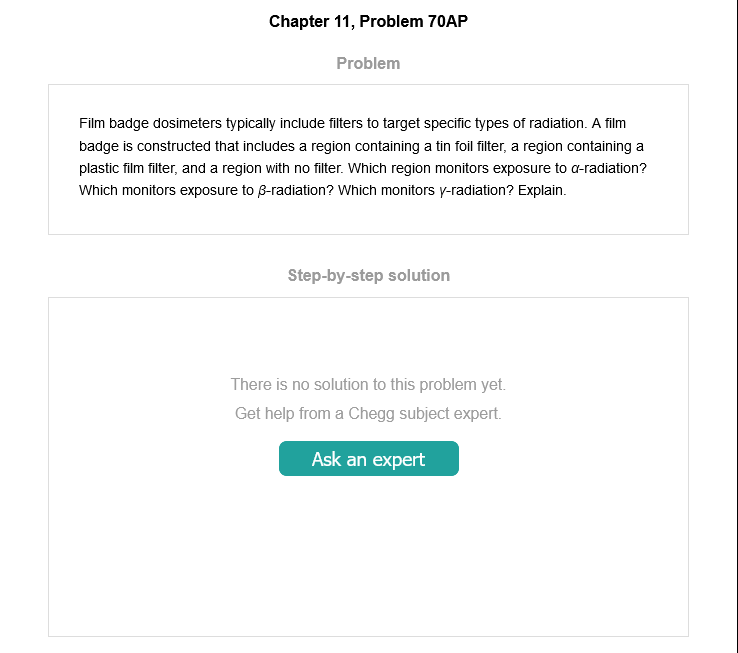 Chapter 11, Problem 70AP
Problem
Film badge dosimeters typically include filters to target specific types of radiation. A film
badge is constructed that includes a region containing a tin foil filter, a region containing a
plastic film filter, and a region with no filter. Which region monitors exposure to α-radiation?
Which monitors exposure to β-radiation? Which monitors γ-radiation? Explain.
Step-by-step solution
There is no solution to this problem yet.
Get help from a Chegg subject expert.
Ask an expert